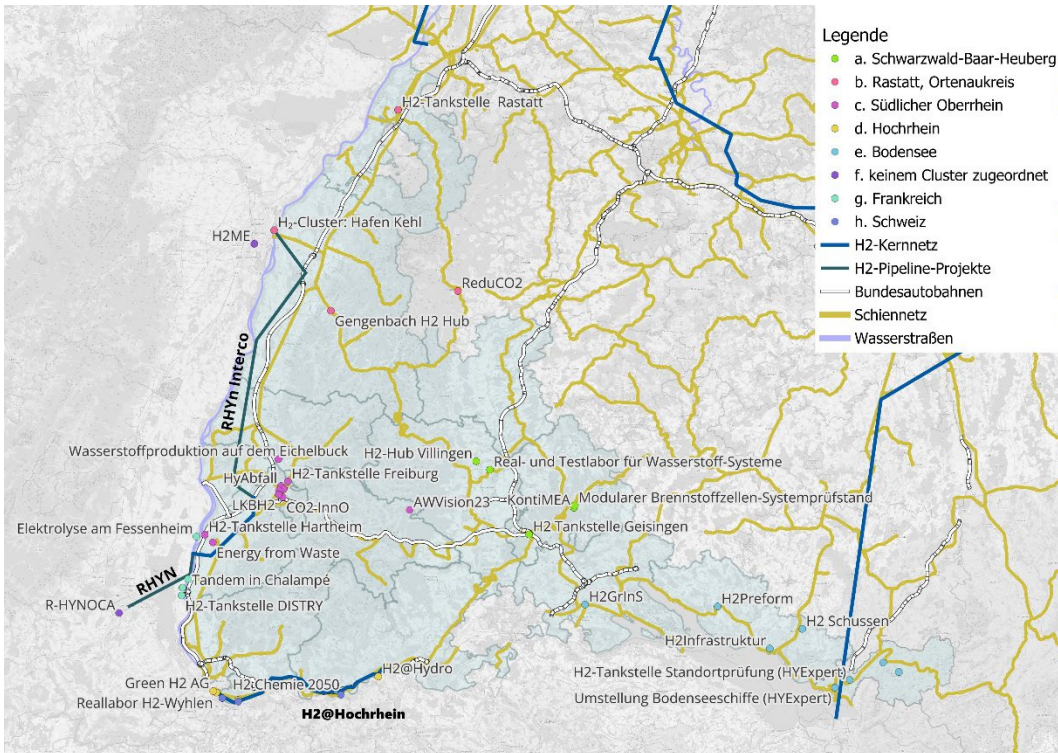 Legende
a. Schwarzwald-Baar-Heuberg
b. Rastatt, Ortenaukreis
c. Südlicher Oberrhein
d. Hochrhein
e. Bodensee
f. keinem Cluster zugeordnet
g. Frankreich
h. Schweiz
H2-Kernnetz
H2-Pipeline-Projekte
Bundesautobahnen
Schiennetz
Wasserstraßen
H2-Tankstelle Rastatt
H₂-Cluster: Hafen Kehl
H2ME
ReduCO2
Gengenbach H2 Hub
RHYn Interco
Wasserstoffproduktion auf dem Eichelbuck
H2-Hub Villingen
Real- und Testlabor für Wasserstoff-Systeme
HyAbfall
H2-Tankstelle Freiburg
LKBH2
CO2-InnO
AWVision23
KontiMEA
Modularer Brennstoffzellen-Systemprüfstand
Elektrolyse am Fessenheim
H2-Tankstelle Hartheim
H2 Tankstelle Geisingen
Energy from Waste
RHYN
Tandem in Chalampé
R-HYNOCA
H2-Tankstelle DISTRY
H2GrInS
H2Preform
H2 Schussen
H2Infrastruktur
H2@Hydro
H2-Tankstelle Standortprüfung (HYExpert)
Green H2 AG
H2Chemie 2050
Reallabor H2-Wyhlen
Umstellung Bodenseeschiffe (HYExpert)
H2@Hochrhein